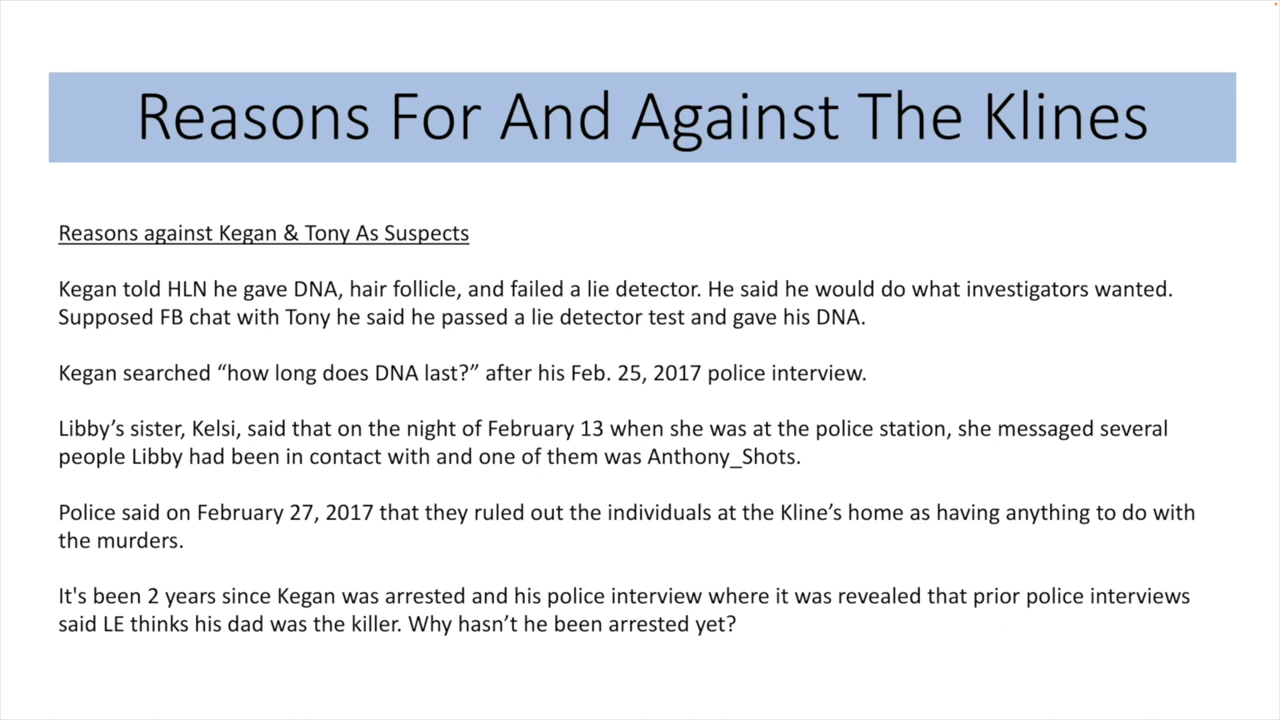 Reasons For And Against The Klines
Reasons against Kegan & Tony As Suspects
Kegan told HLN he gave DNA, hair follicle, and failed a lie detector. He said he would do what investigators wanted.
Supposed FB chat with Tony he said he passed a lie detector test and gave his DNA.
Kegan searched “how long does DNA last?” after his Feb. 25, 2017 police interview.
Libby’s sister, Kelsi, said that on the night of February 13 when she was at the police station, she messaged several
people Libby had been in contact with and one of them was Anthony_Shots.
Police said on February 27, 2017 that they ruled out the individuals at the Kline’s home as having anything to do with
the murders.
It's been 2 years since Kegan was arrested and his police interview where it was revealed that prior police interviews
said LE thinks his dad was the killer. Why hasn’t he been arrested yet?